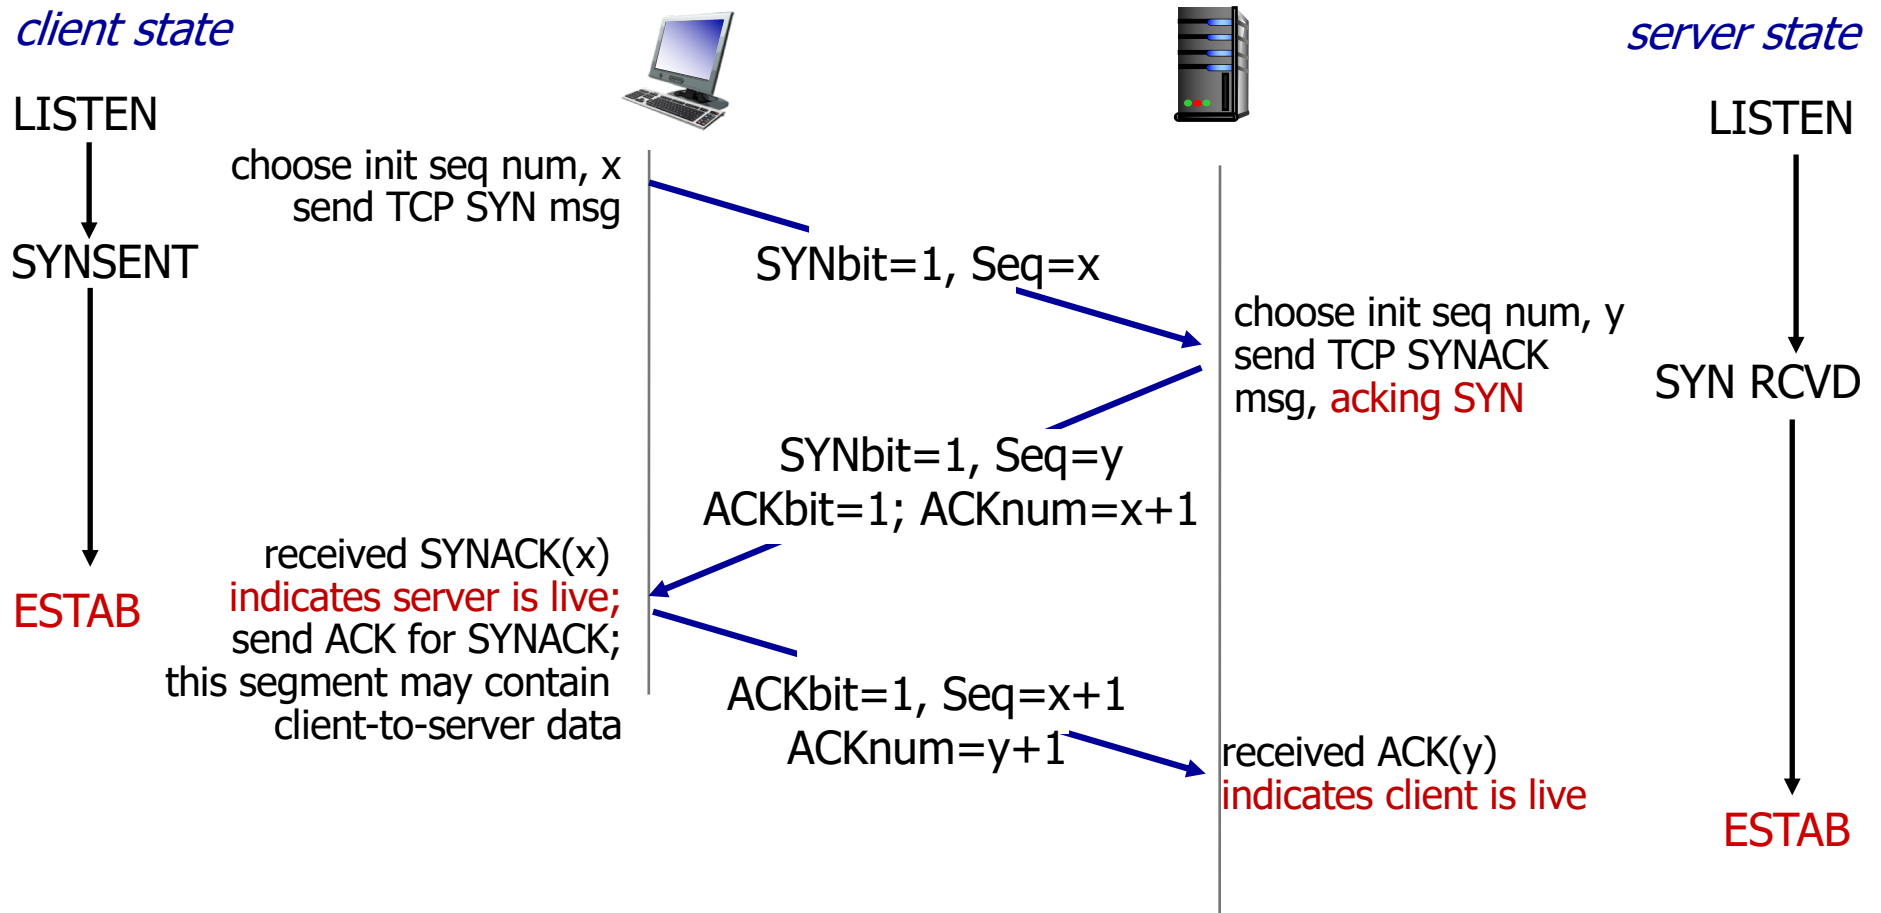 client state
server state
LISTEN
LISTEN
choose init seq num, x
send TCP SYN msg
SYNSENT
SYNbit=1, Seq=x
choose init seq num, y
send TCP SYNACK
msg, acking SYN
SYN RCVD
SYNbit=1, Seq=y
ACKbit=1; ACKnum=x+1
received SYNACK(x)
indicates server is live;
send ACK for SYNACK;
this segment may contain
client-to-server data
ESTAB
ACKbit=1, Seq=x+1
ACKnum=y+1
received ACK(y)
indicates client is live
ESTAB